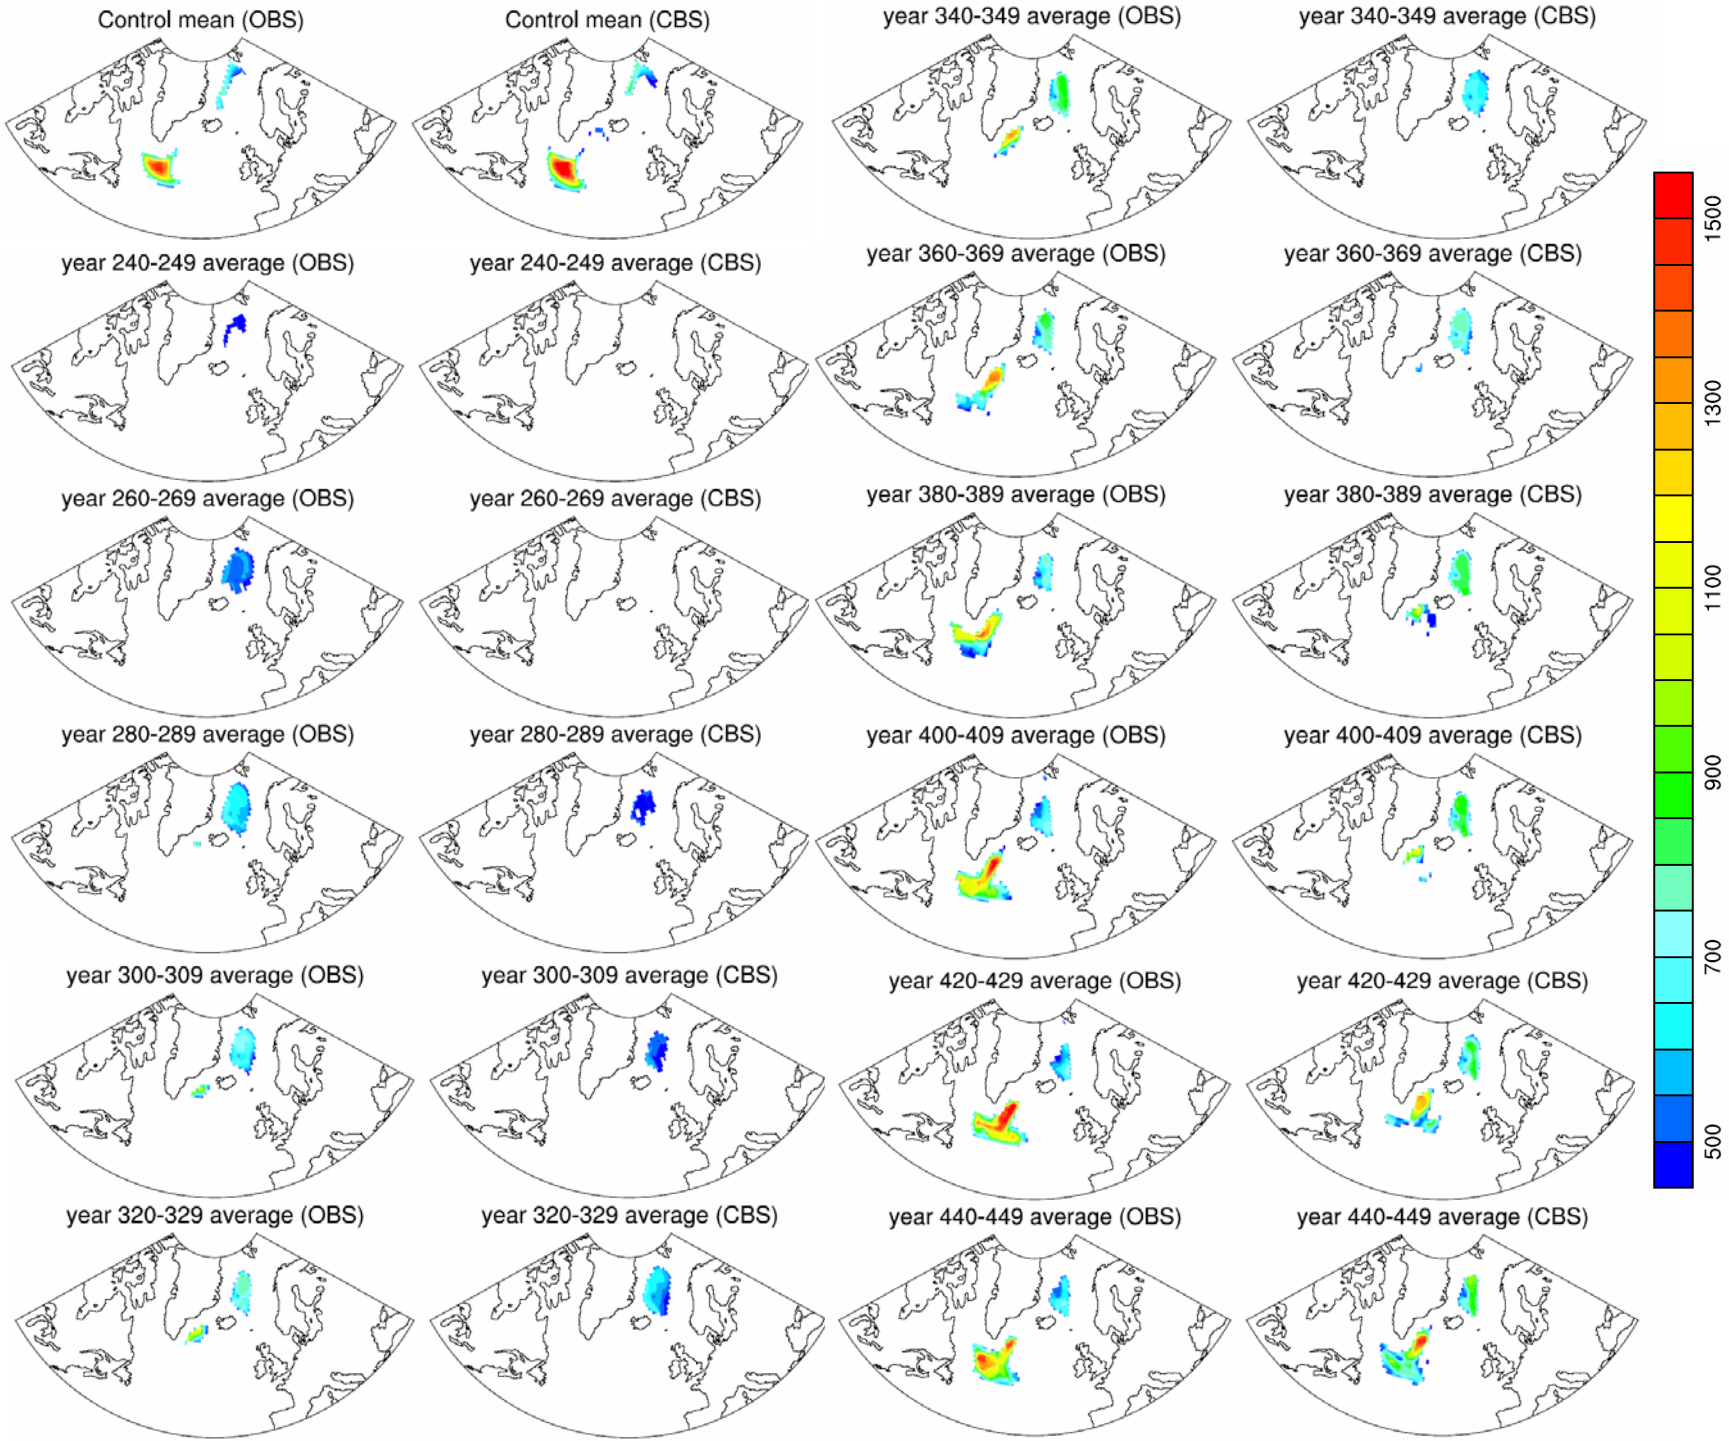 Control mean (OBS)
Control mean (CBS)
year 340-349 average (OBS)
year 340-349 average (CBS)
year 240-249 average (OBS)
year 240-249 average (CBS)
year 360-369 average (OBS)
year 360-369 average (CBS)
year 260-269 average (OBS)
year 260-269 average (CBS)
year 380-389 average (OBS)
year 380-389 average (CBS)
year 280-289 average (OBS)
year 280-289 average (CBS)
year 400-409 average (OBS)
year 400-409 average (CBS)
year 300-309 average (OBS)
year 300-309 average (CBS)
year 420-429 average (OBS)
year 420-429 average (CBS)
year 320-329 average (OBS)
year 320-329 average (CBS)
year 440-449 average (OBS)
year 440-449 average (CBS)
1500
1300
1100
900
700
500